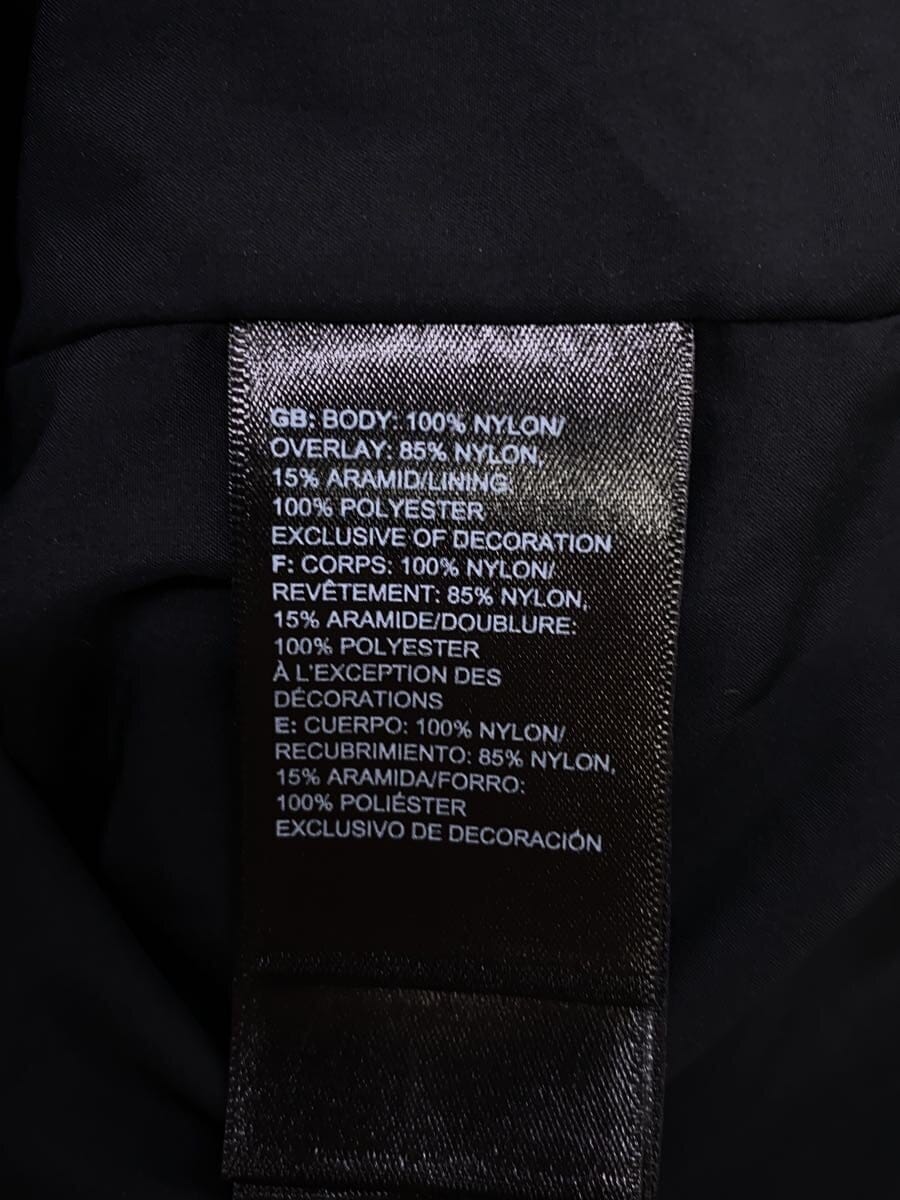 GB: BODY: 100% NYLON/
OVERLAY: 85% NYLON,
15% ARAMID/LINING
100% POLYESTER
EXCLUSIVE OF DECORATION
F: CORPS: 100% NYLON/
REVÊTEMENT: 85% NYLON,
15% ARAMIDE/DOUBLURE:
100% POLYESTER
À L'EXCEPTION DES
DÉCORATIONS
E: CUERPO: 100% NYLON/
RECUBRIMIENTO: 85% NYLON,
15% ARAMIDA/FORRO:
100% POLIÉSTER
EXCLUSIVO DE DECORACIÓN